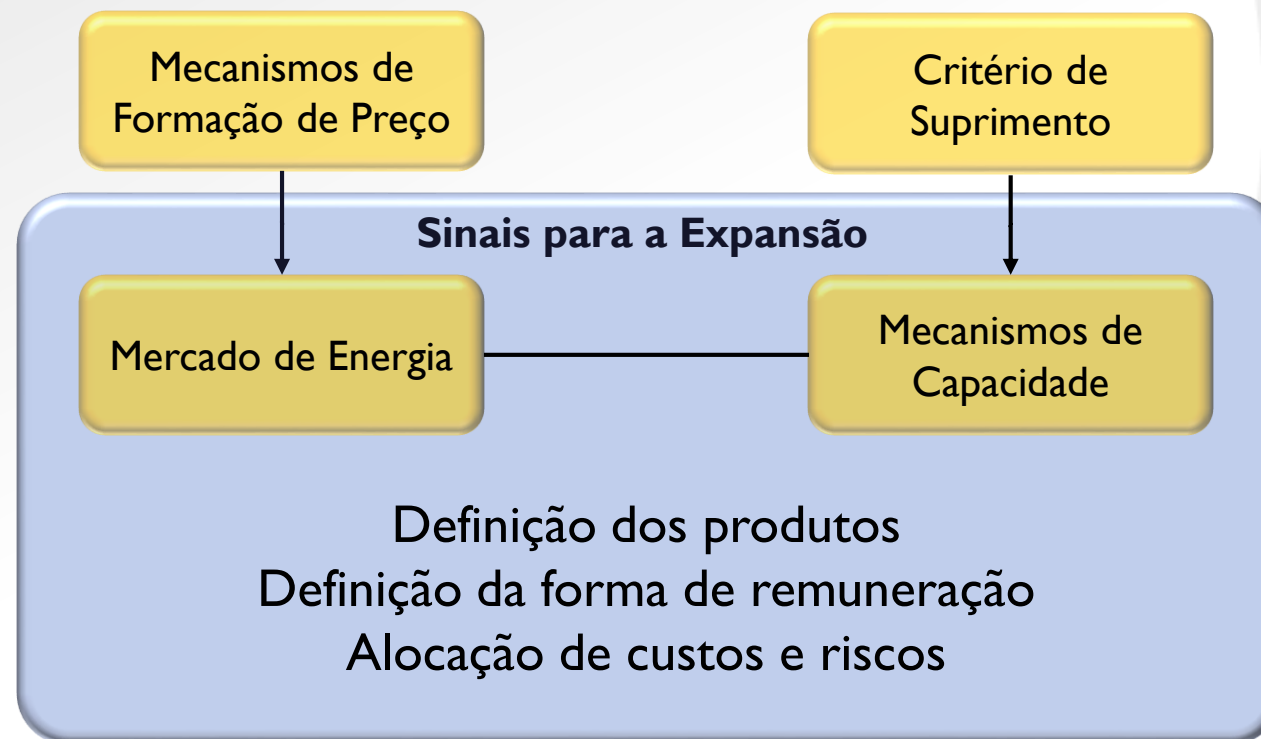 Mecanismos de
Formação de Preço
Critério de
Suprimento
Sinais para a Expansão
Mercado de Energia
Mecanismos de
Capacidade
Definição dos produtos
Definição da forma de remuneração
Alocação de custos e riscos